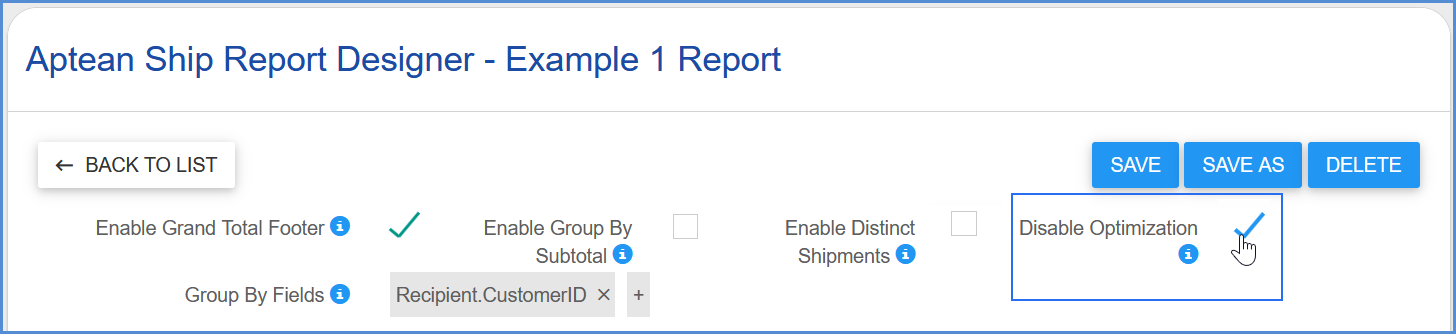 Aptean Ship Report Designer - Example 1 Report
← BACK TO LIST
SAVE
SAVE AS
DELETE
Enable Grand Total Footer
Enable Group By
Subtotal
Enable Distinct
Shipments
Disable Optimization
Group By Fields
Recipient.CustomerID ×
+